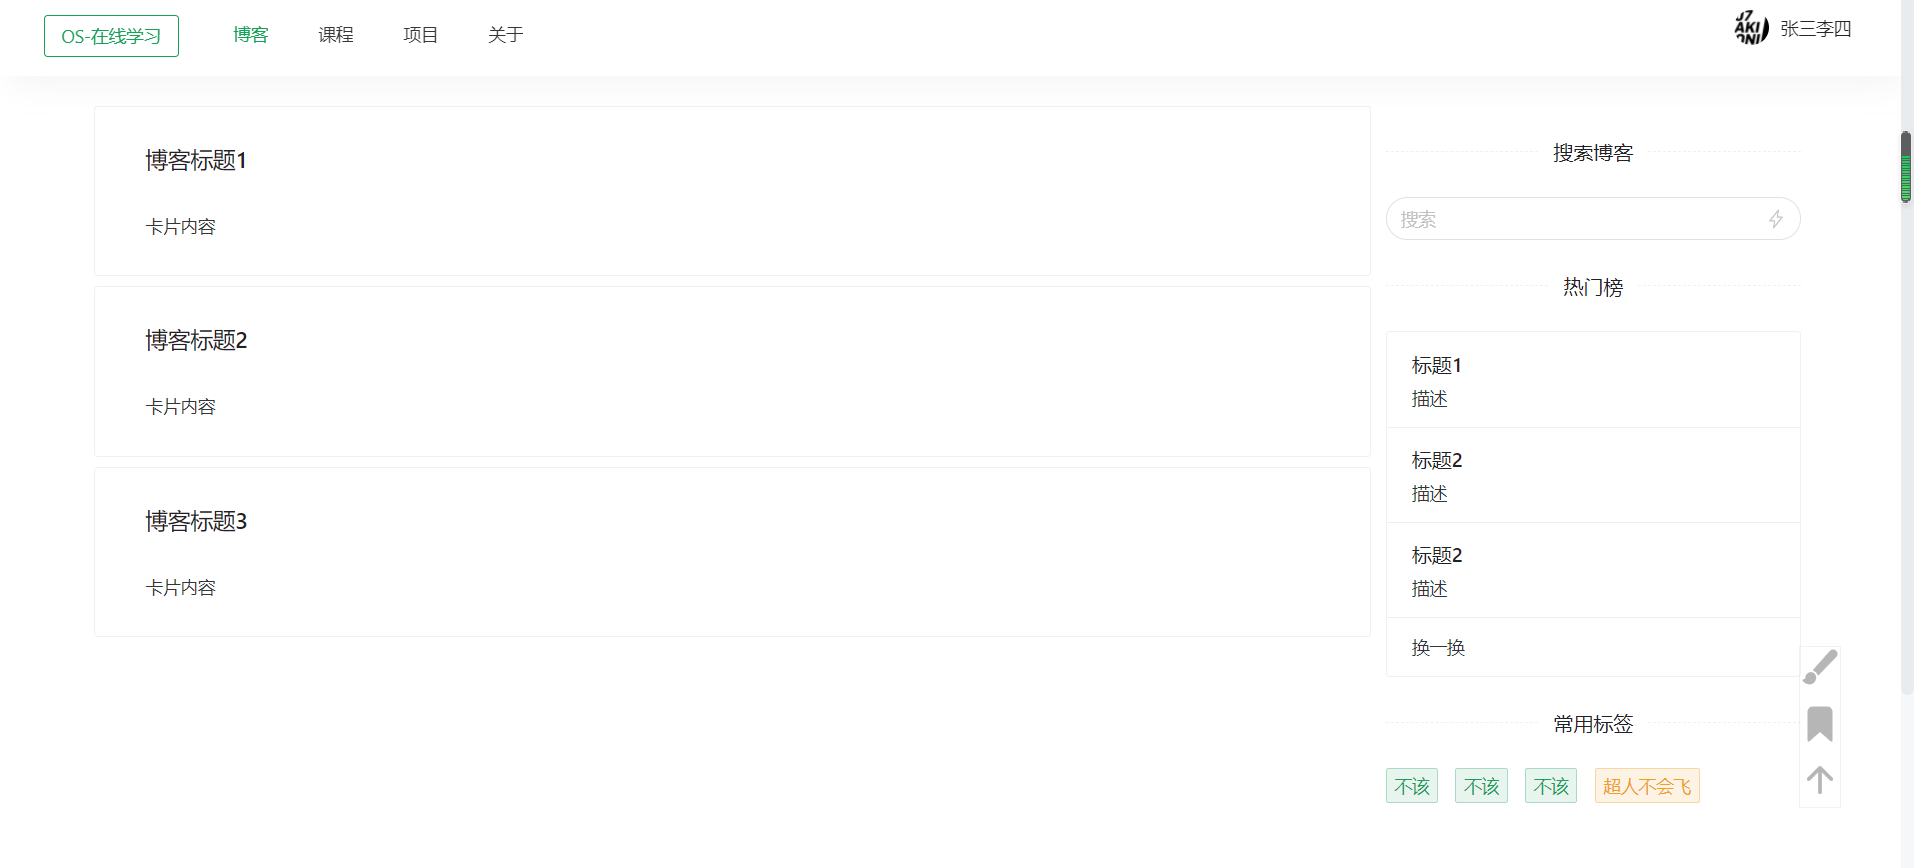 OS-在线学习
博客
课程
项目
关于
张三李四
博客标题1
卡片内容
博客标题2
卡片内容
博客标题3
卡片内容
搜索博客
搜索
热门榜
标题1
描述
标题2
描述
标题2
描述
换一换
常用标签
不该 不该 不该 超人不会飞